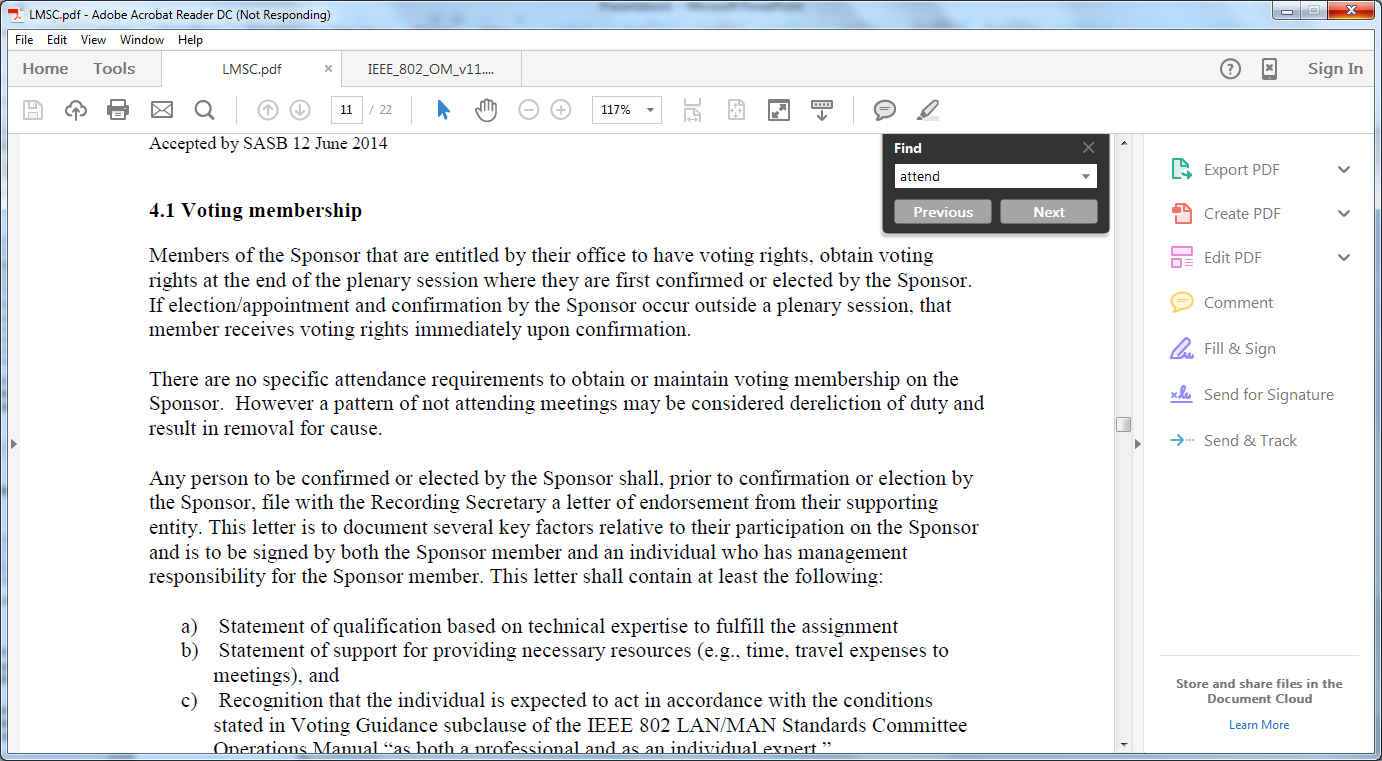 LMSC.pdf - Adobe Acrobat Reader DC (Not Responding)
File Edit View Window Help
Home Tools LMSC.pdf × IEEE_802_OM_v11.... Sign In
11 / 22 117%
Accepted by SASB 12 June 2014
4.1 Voting membership
Members of the Sponsor that are entitled by their office to have voting rights, obtain voting
rights at the end of the plenary session where they are first confirmed or elected by the Sponsor.
If election/appointment and confirmation by the Sponsor occur outside a plenary session, that
member receives voting rights immediately upon confirmation.
There are no specific attendance requirements to obtain or maintain voting membership on the
Sponsor.  However a pattern of not attending meetings may be considered dereliction of duty and
result in removal for cause.
Any person to be confirmed or elected by the Sponsor shall, prior to confirmation or election by
the Sponsor, file with the Recording Secretary a letter of endorsement from their supporting
entity. This letter is to document several key factors relative to their participation on the Sponsor
and is to be signed by both the Sponsor member and an individual who has management
responsibility for the Sponsor member. This letter shall contain at least the following:
a) Statement of qualification based on technical expertise to fulfill the assignment
b) Statement of support for providing necessary resources (e.g., time, travel expenses to
meetings), and
c) Recognition that the individual is expected to act in accordance with the conditions
stated in Voting Guidance subclause of the IEEE 802 LAN/MAN Standards Committee
Operations Manual “as both a professional and as an individual expert.”
Find
attend
Previous Next
Export PDF
Create PDF
Edit PDF
Comment
Fill & Sign
Send for Signature
Send & Track
Store and share files in the
Document Cloud
Learn More